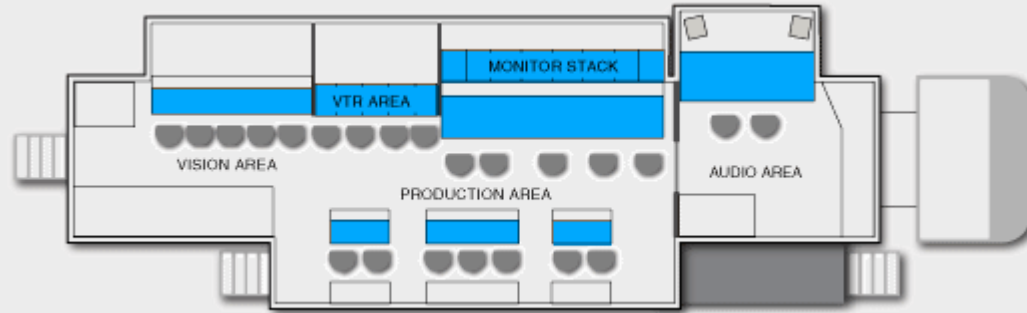 MONITOR STACK
VTR AREA
VISION AREA
AUDIO AREA
PRODUCTION AREA